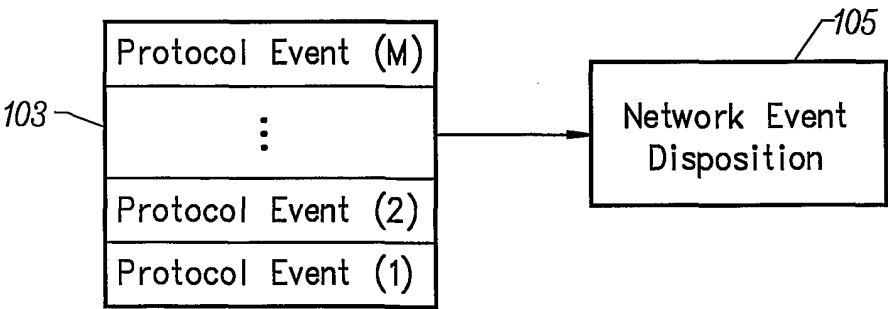 105
Protocol Event (M)
103
⋮
Network Event
Disposition
Protocol Event (2)
Protocol Event (1)